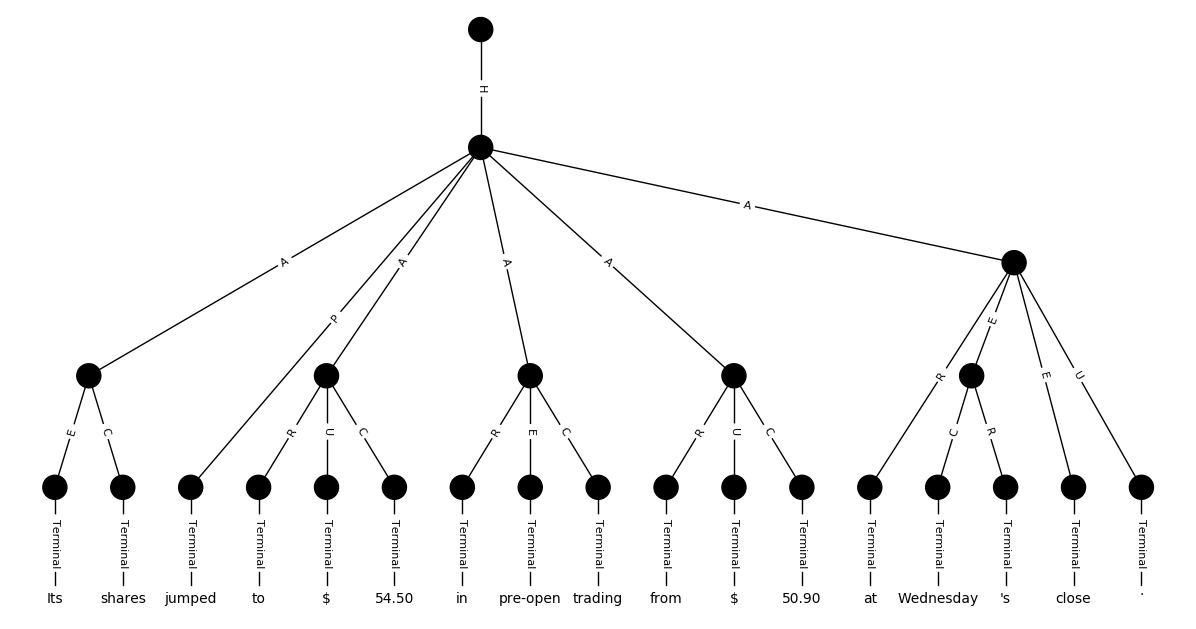 H
A
A
P
A
A
A
E
R
E
E
U
E
C
R
U
C
R
E
C
R
U
C
C
R
Terminal Terminal Terminal Terminal Terminal Terminal Terminal Terminal Terminal Terminal Terminal Terminal Terminal Terminal Terminal Terminal Terminal
Its shares jumped to $ 54.50 in pre-open trading from $ 50.90 at Wednesday 's close .